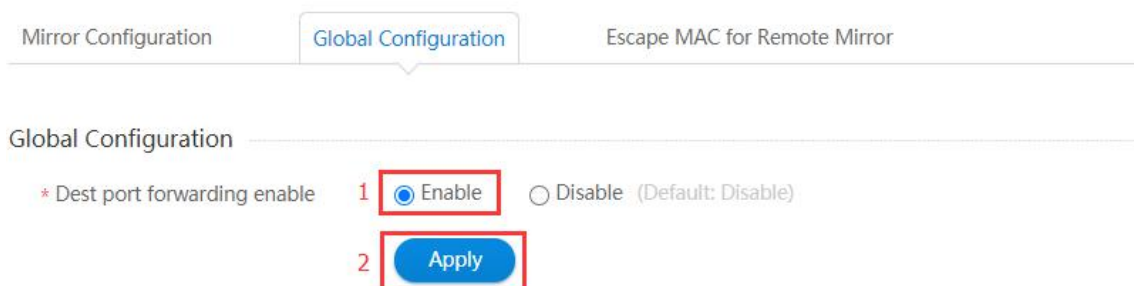 Mirror Configuration Global Configuration Escape MAC for Remote Mirror
Global Configuration
* Dest port forwarding enable 1 Enable Disable (Default: Disable)
2 Apply